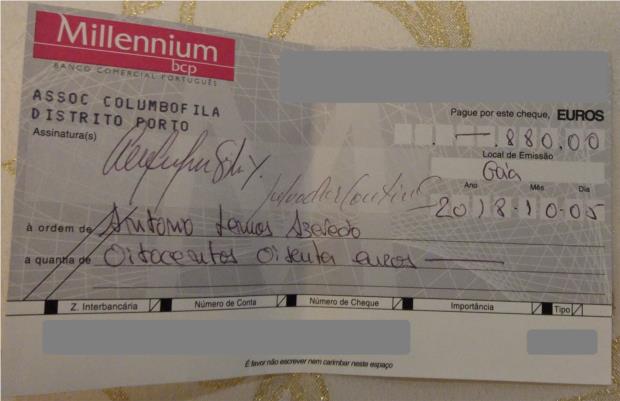 Millennium
bcp
BANCO COMERCIAL PORTUGUÊS
ASSOC COLUMBOFILA
DISTRITO PORTO
Assinatura(s)
Pague por este cheque, EUROS
880,00
Local de Emissão
Gaia
Ano Mês Dia
2018-10-05
à ordem de António Lemos Azevedo
a quantia de Oitocentos Oitenta euros
Z. Interbancária Número de Conta Número de Cheque Importância Tipo
É favor não escrever nem carimbar neste espaço